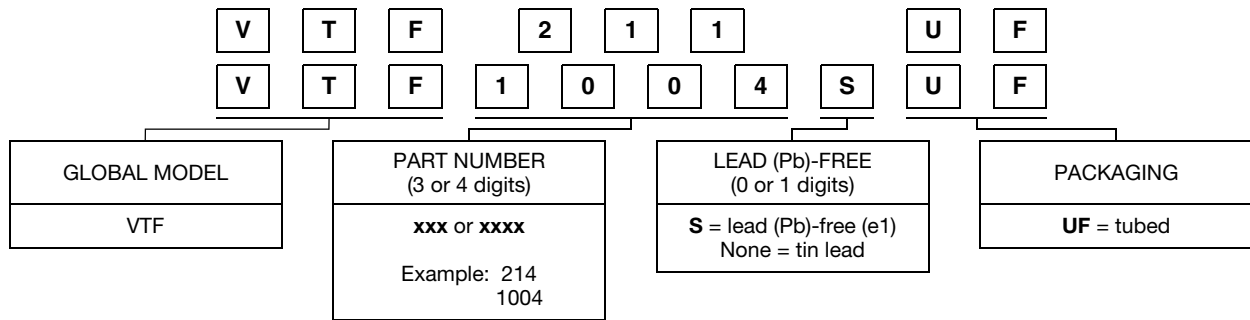 V T F 2 1 1 U F
V T F 1 0 0 4 S U F
GLOBAL MODEL
VTF
PART NUMBER
(3 or 4 digits)
xxx or xxxx
Example: 214
1004
LEAD (Pb)-FREE
(0 or 1 digits)
S = lead (Pb)-free (e1)
None = tin lead
PACKAGING
UF = tubed